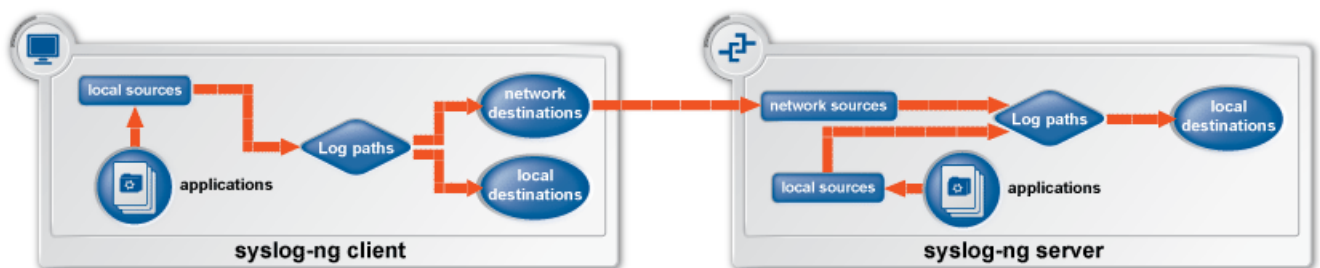 local sources
applications
Log paths
network
destinations
local
destinations
syslog-ng client
network sources
local sources
applications
Log paths
local
destinations
syslog-ng server